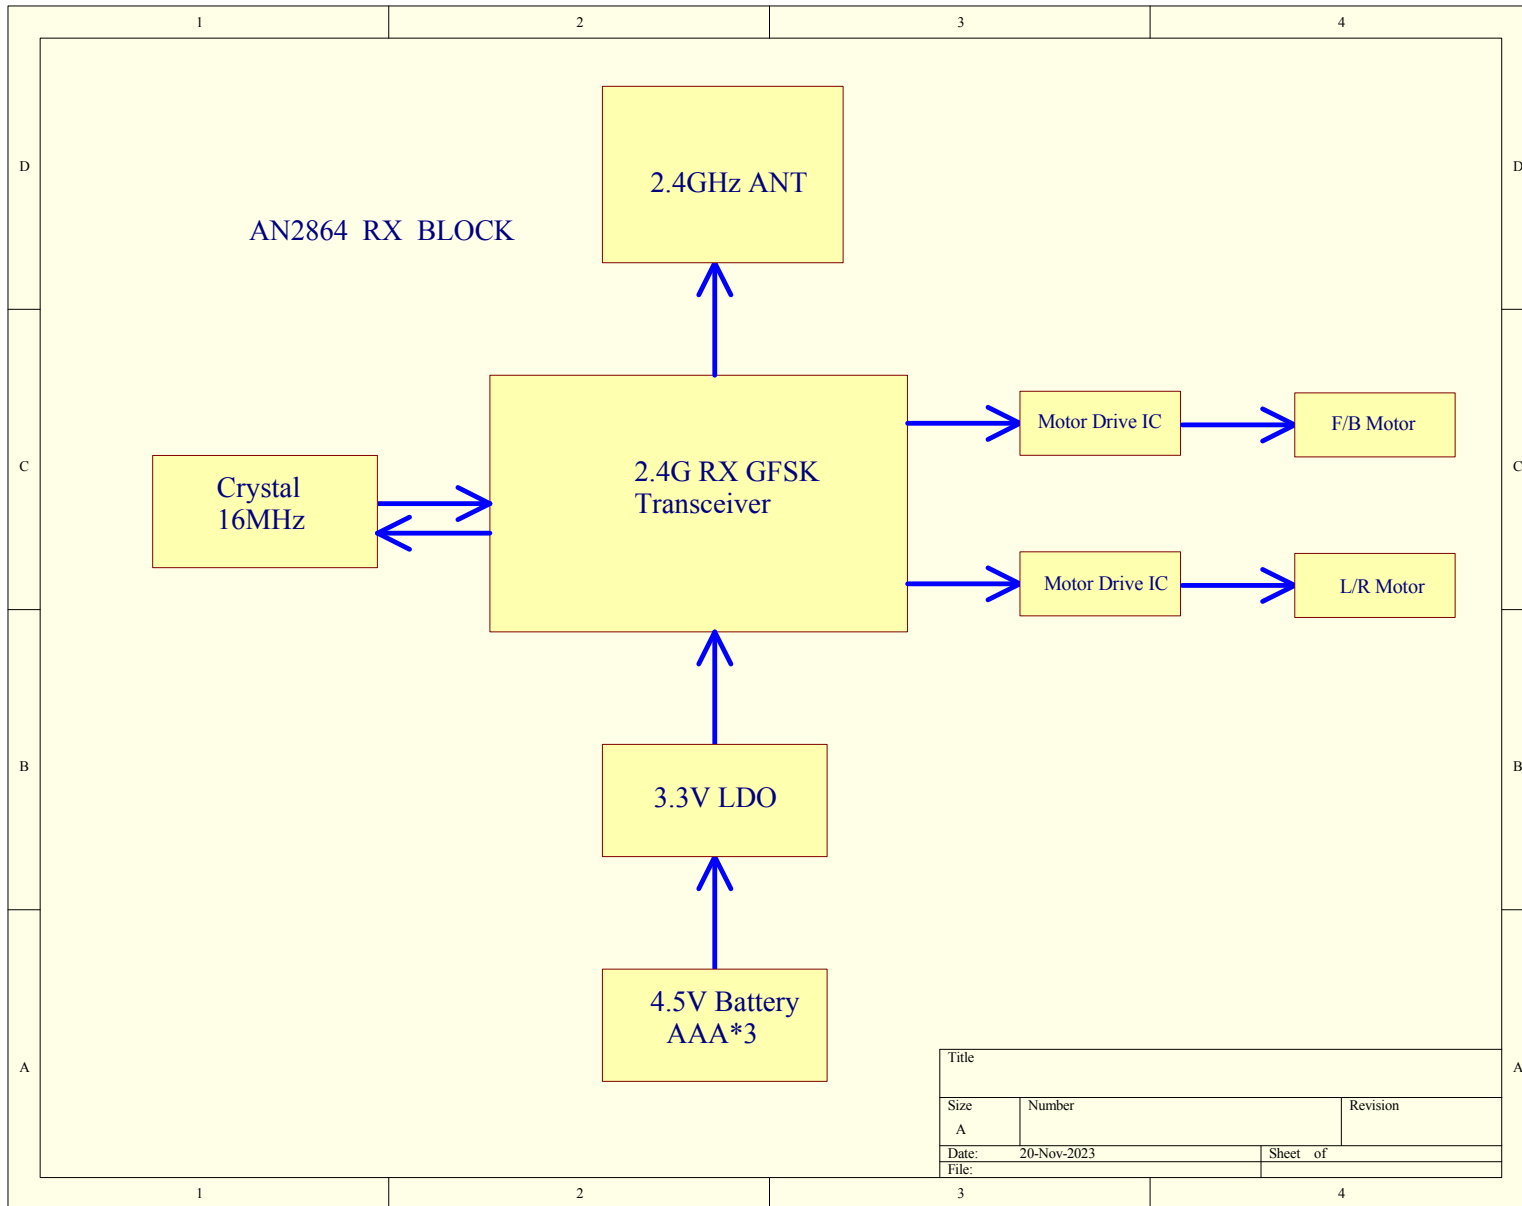 1 2 3 4
D D
2.4GHz ANT
AN2864 RX BLOCK
Motor Drive IC F/B Motor
C C
2.4G RX GFSK
Transceiver
Crystal
16MHz
Motor Drive IC L/R Motor
B B
3.3V LDO
4.5V Battery
AAA*3
A A
Title
Size Number Revision
A
Date: 20-Nov-2023 Sheet of
File:
1 2 3 4